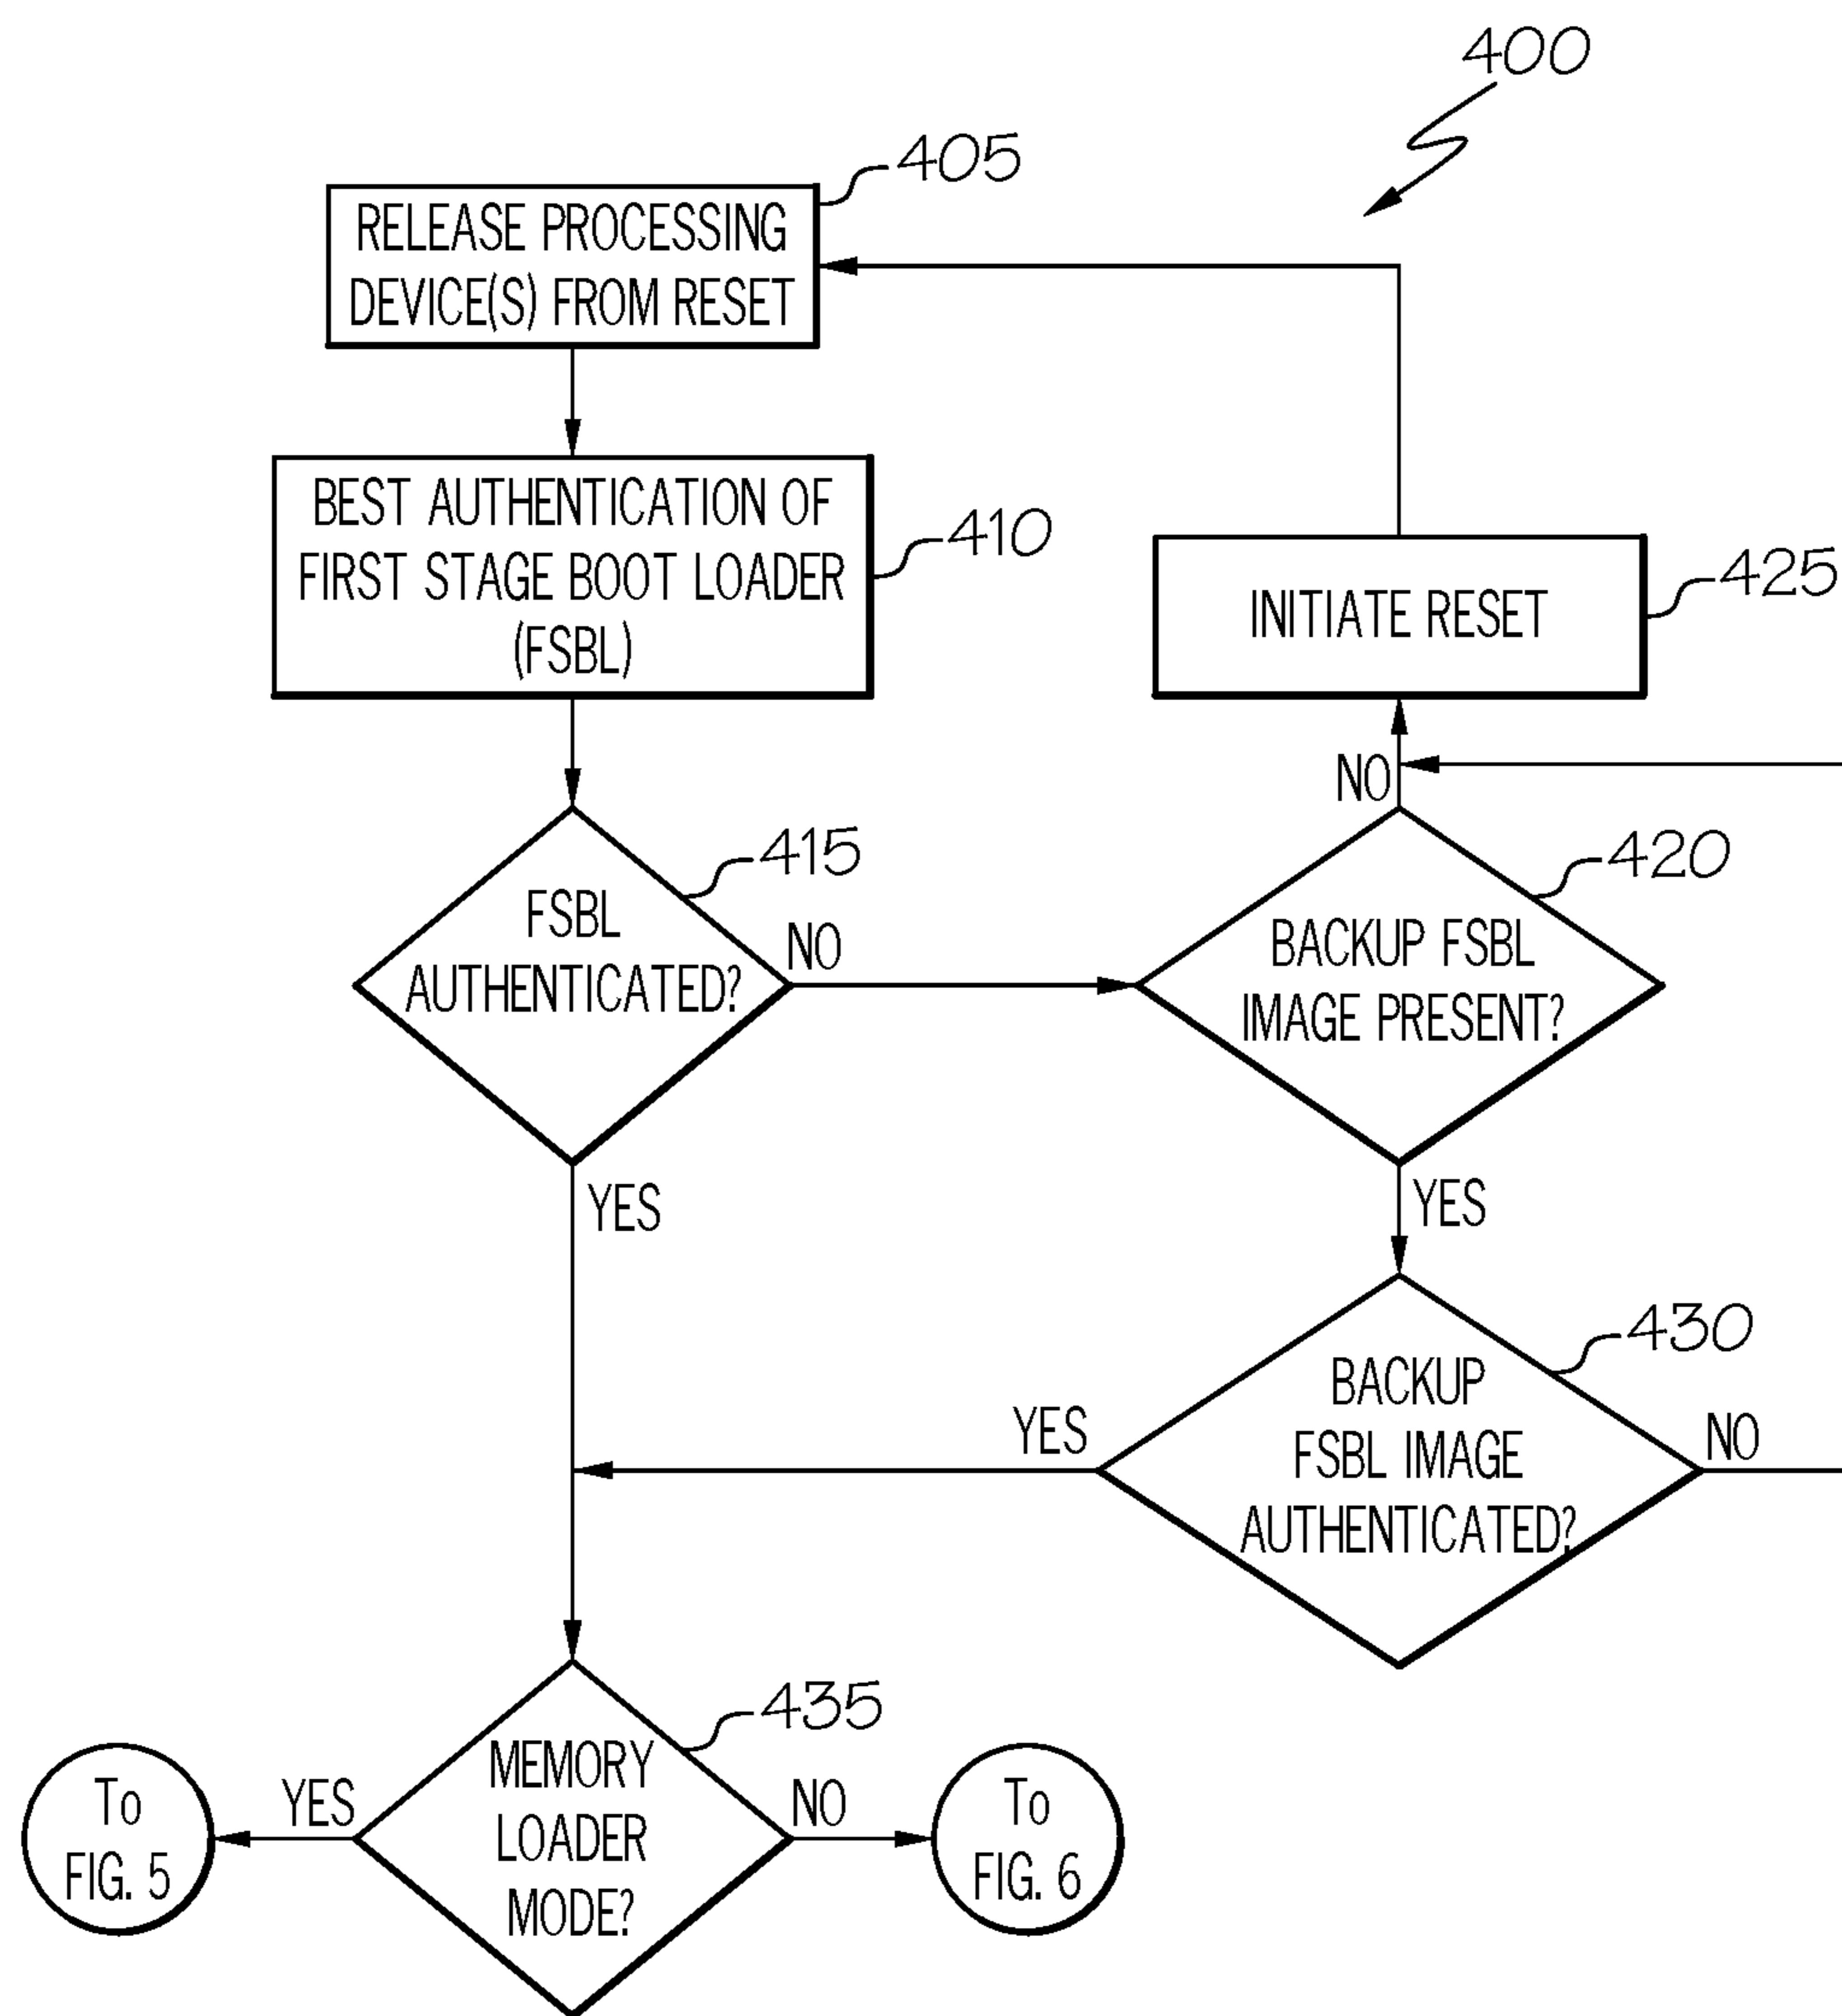 400
405
RELEASE PROCESSING
DEVICE(S) FROM RESET
BEST AUTHENTICATION OF
FIRST STAGE BOOT LOADER
(FSBL)
410
INITIATE RESET
425
NO
415
FSBL
AUTHENTICATED?
NO
YES
420
BACKUP FSBL
IMAGE PRESENT?
YES
430
BACKUP
FSBL IMAGE
AUTHENTICATED?
YES
NO
435
MEMORY
LOADER
MODE?
YES
NO
To
FIG. 5
To
FIG. 6